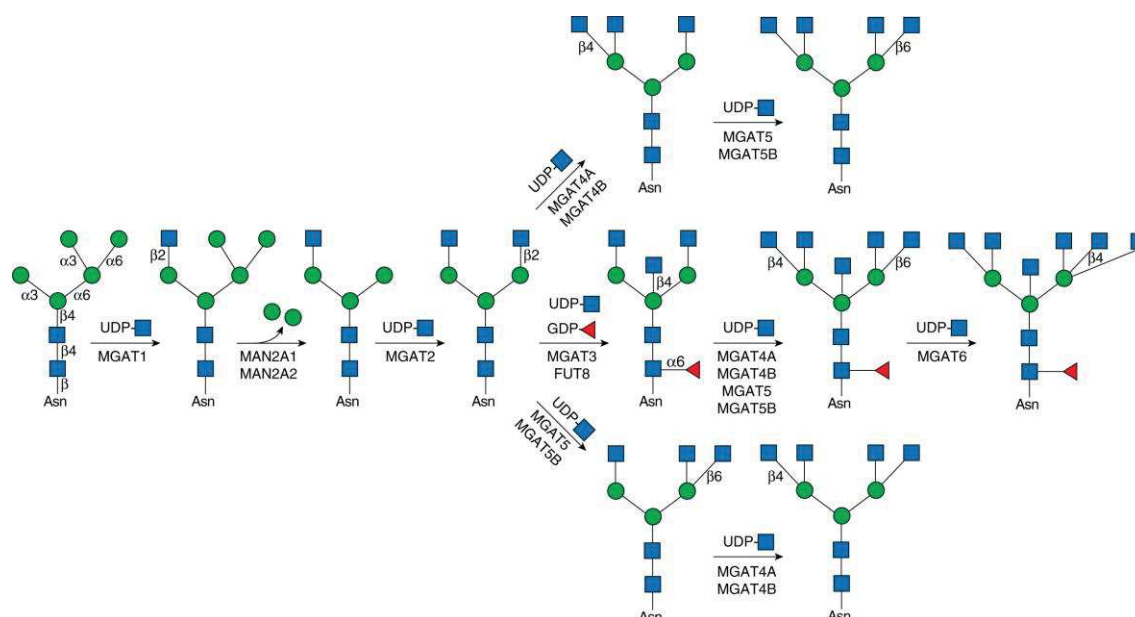 β4
β6
UDP-
MGAT5
MGAT5B
Asn
Asn
UDP-
MGAT4A
MGAT4B
α3
α6
α3
α6
β4
β4
β
Asn
UDP-
MGAT1
β2
Asn
MAN2A1
MAN2A2
Asn
UDP-
MGAT2
β2
Asn
UDP-
GDP-
MGAT3
FUT8
β4
α6
Asn
UDP-
MGAT4A
MGAT4B
MGAT5
MGAT5B
β4
β6
Asn
UDP-
MGAT6
β4
Asn
UDP-
MGAT5
MGAT5B
β6
Asn
UDP-
MGAT4A
MGAT4B
β4
Asn